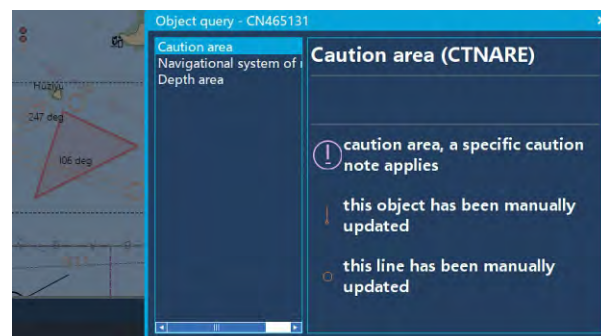 Object query - CN465131
Caution area
Navigational system of
Depth area
Caution area (CTNARE)
caution area, a specific caution
note applies
this object has been manually
updated
this line has been manually
updated
Huziyu
247 deg
106 deg